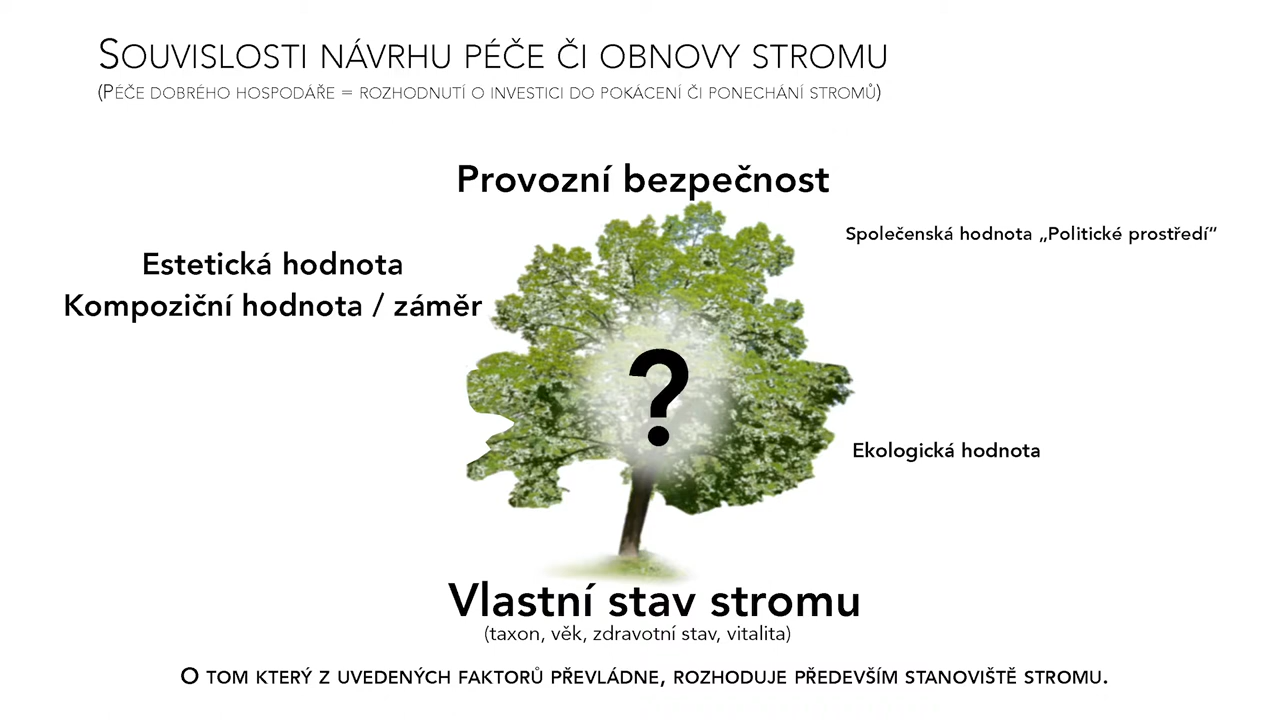 Souvislosti návrhu péče či obnovy stromu
(Péče dobrého hospodáře = rozhodnutí o investici do pokácení či ponechání stromů)
Provozní bezpečnost
Společenská hodnota „Politické prostředí“
Estetická hodnota
Kompoziční hodnota / záměr
?
Ekologická hodnota
Vlastní stav stromu
(taxon, věk, zdravotní stav, vitalita)
O tom který z uvedených faktorů převládne, rozhoduje především stanoviště stromu.